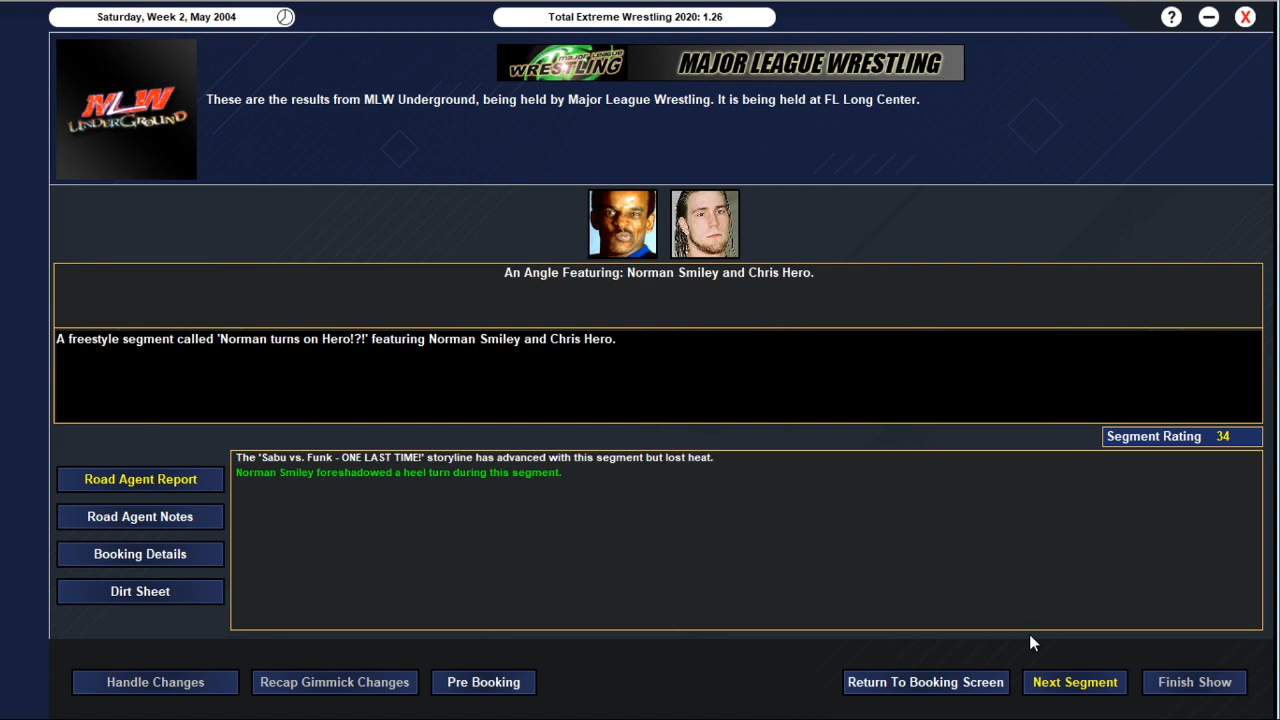 Saturday, Week 2, May 2004
Total Extreme Wrestling 2020: 1.26
?
X
MLW
UNDERGROUND
MAJOR LEAGUE
WRESTLING
MAJOR LEAGUE WRESTLING
These are the results from MLW Underground, being held by Major League Wrestling. It is being held at FL Long Center.
An Angle Featuring: Norman Smiley and Chris Hero.
A freestyle segment called 'Norman turns on Hero!?!' featuring Norman Smiley and Chris Hero.
Segment Rating 34
The 'Sabu vs. Funk - ONE LAST TIME!' storyline has advanced with this segment but lost heat.
Norman Smiley foreshadowed a heel turn during this segment.
Road Agent Report
Road Agent Notes
Booking Details
Dirt Sheet
Handle Changes
Recap Gimmick Changes
Pre Booking
Return To Booking Screen
Next Segment
Finish Show